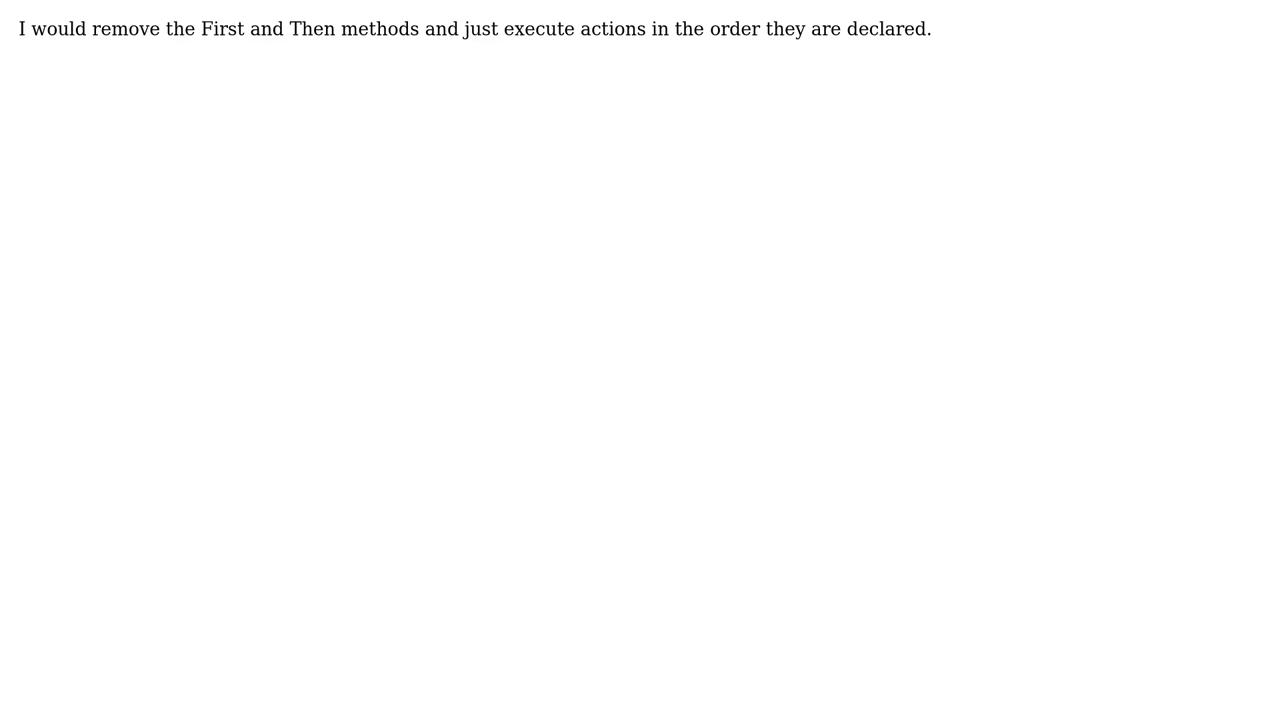 I would remove the First and Then methods and just execute actions in the order they are declared.